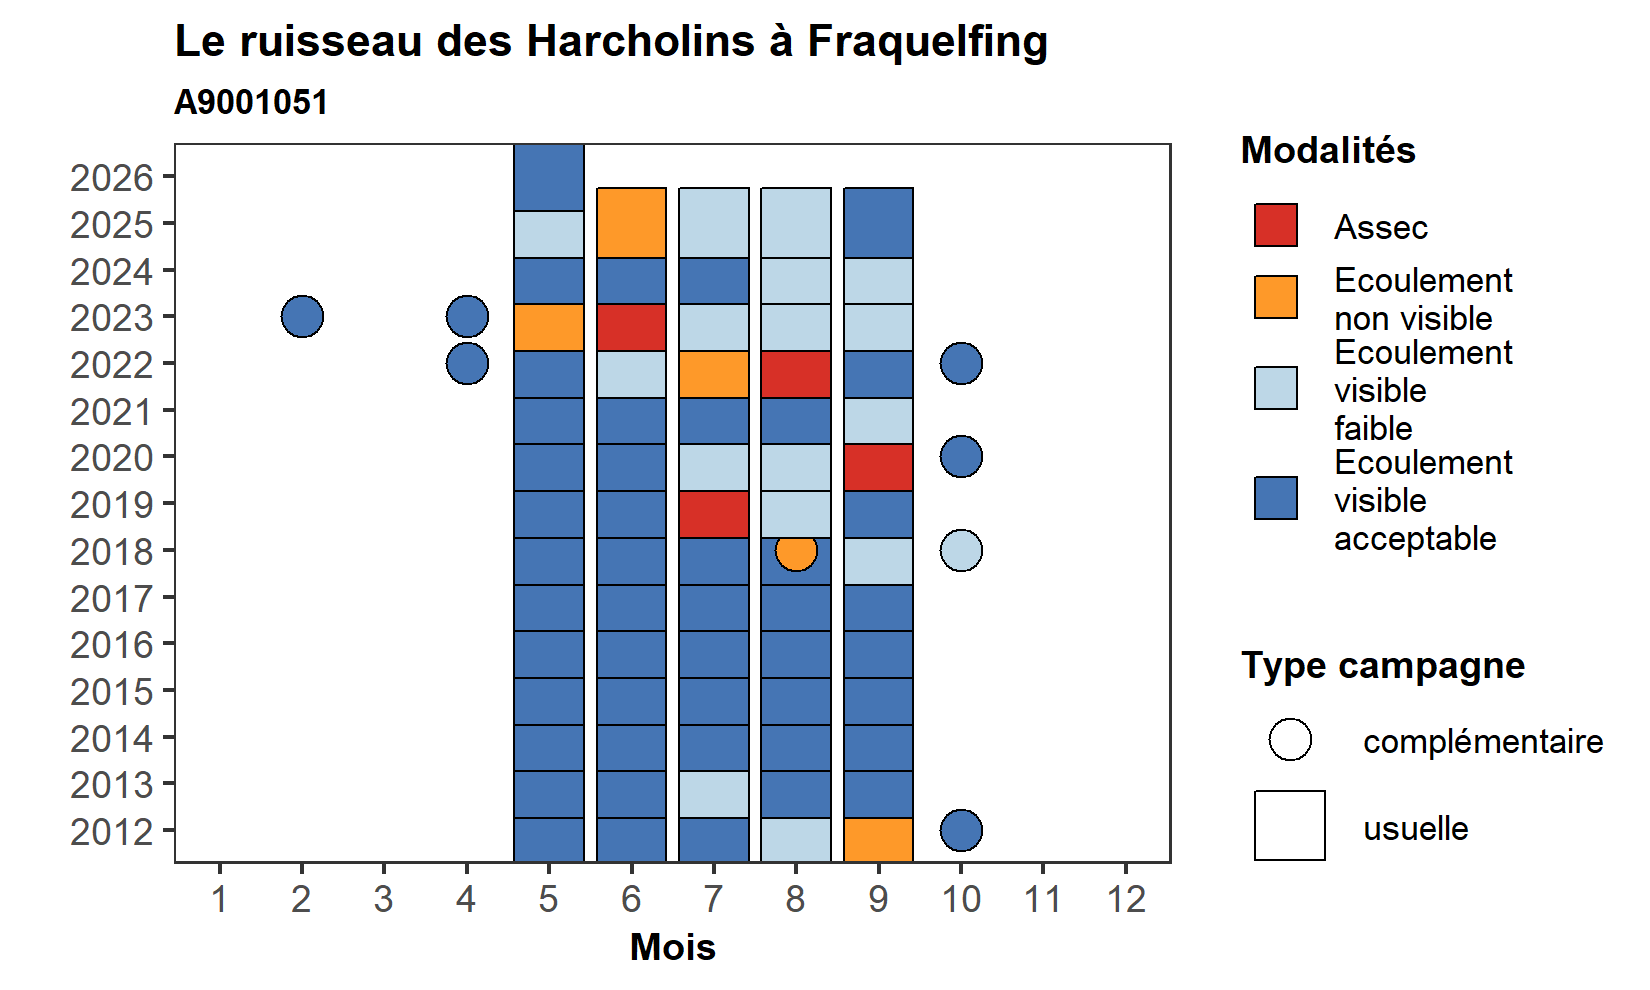 Le ruisseau des Harcholins à Fraquelfing
A9001051
2026
2025
2024
2023
2022
2021
2020
2019
2018
2017
2016
2015
2014
2013
2012
1 2 3 4 5 6 7 8 9 10 11 12
Mois
Modalités
Assec
Ecoulement
non visible
Ecoulement
visible
faible
Ecoulement
visible
acceptable
Type campagne
complémentaire
usuelle